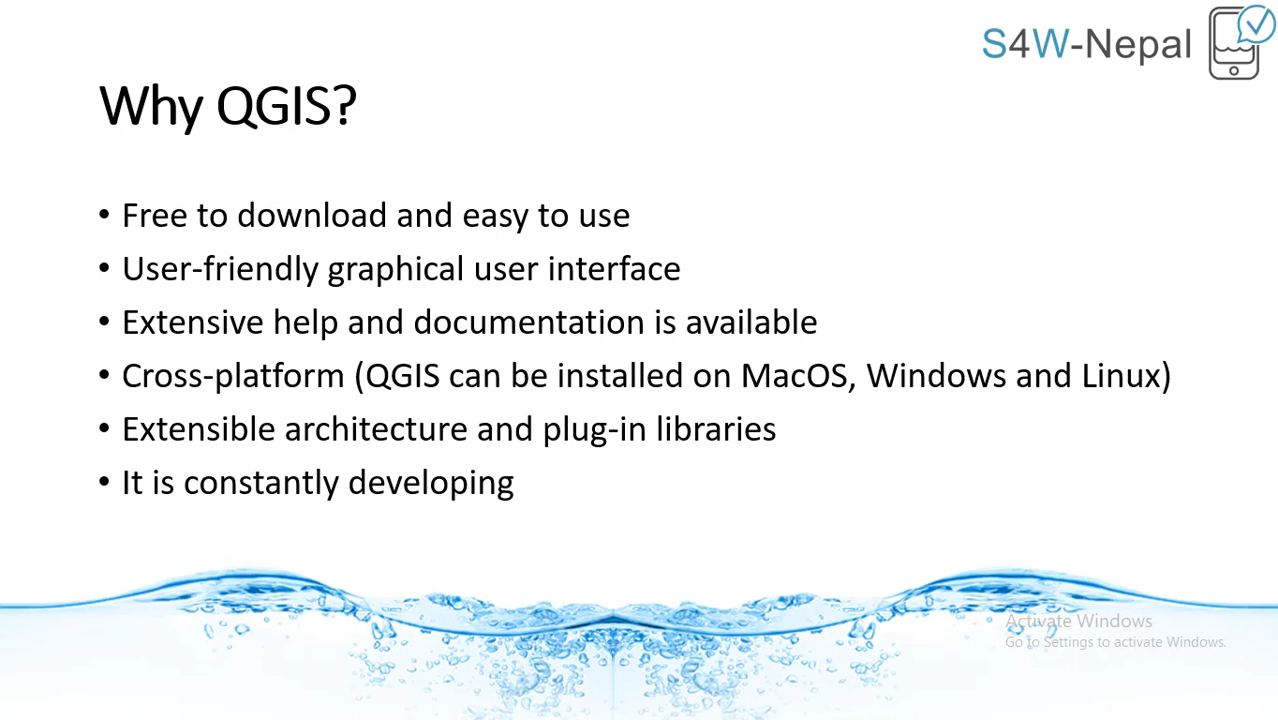 S4W-Nepal
Why QGIS?
• Free to download and easy to use
• User-friendly graphical user interface
• Extensive help and documentation is available
• Cross-platform (QGIS can be installed on MacOS, Windows and Linux)
• Extensible architecture and plug-in libraries
• It is constantly developing
Activate Windows
Go to Settings to activate Windows.